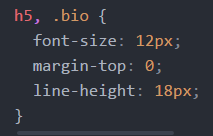 h5, .bio {
  font-size: 12px;
  margin-top: 0;
  line-height: 18px;
}